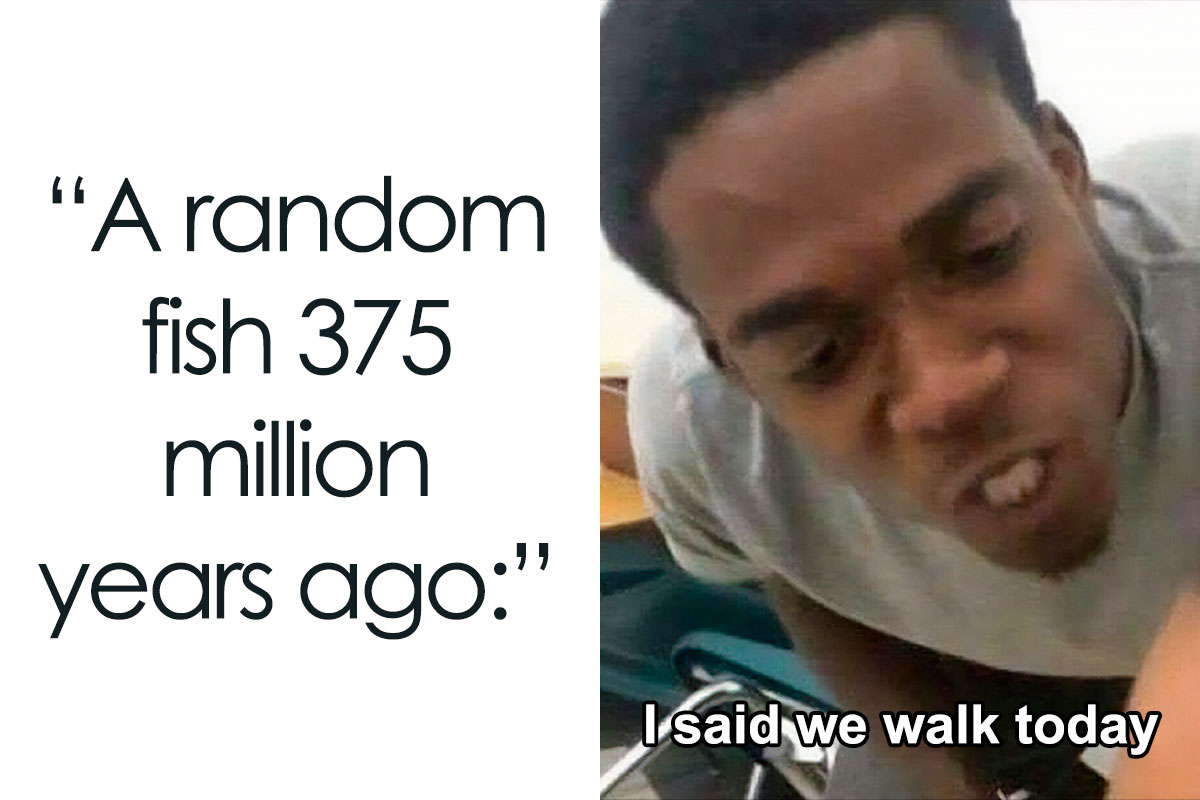 “A random
fish 375
million
years ago:”
I said we walk today